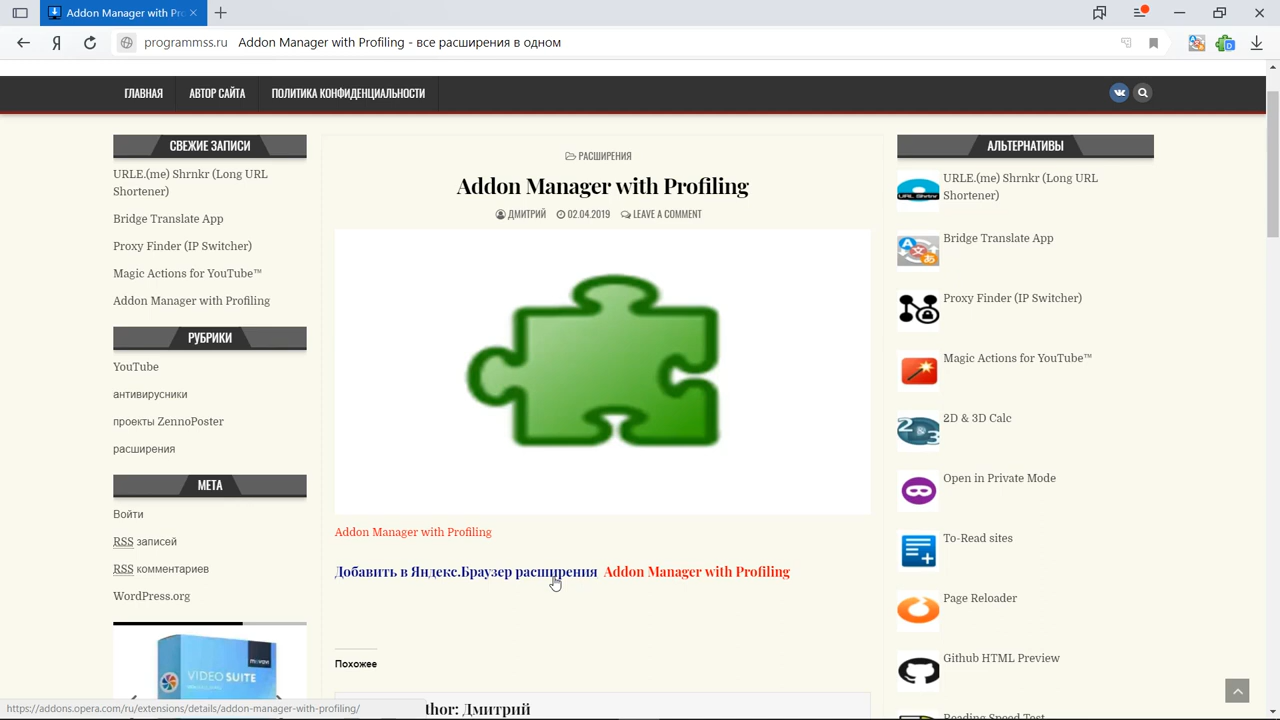 Addon Manager with Pr
programmss.ru
Addon Manager with Profiling - все расширения в одном
ГЛАВНАЯ
АВТОР САЙТА
ПОЛИТИКА КОНФИДЕНЦИАЛЬНОСТИ
СВЕЖИЕ ЗАПИСИ
URLE.(me) Shrnkr (Long URL
Shortener)
Bridge Translate App
Proxy Finder (IP Switcher)
Magic Actions for YouTube™
Addon Manager with Profiling
РУБРИКИ
YouTube
антивирусники
проекты ZennoPoster
расширения
МЕТА
Войти
RSS записей
RSS комментариев
WordPress.org
movavi
VIDEO
SUITE
РАСШИРЕНИЯ
Addon Manager with Profiling
ДМИТРИЙ
02.04.2019
LEAVE A COMMENT
Addon Manager with Profiling
Добавить в Яндекс.Браузер расширения Addon Manager with Profiling
Похожее
thor: Дмитрий
АЛЬТЕРНАТИВЫ
URL Shrnkr
URLE.(me) Shrnkr (Long URL
Shortener)
Bridge Translate App
Proxy Finder (IP Switcher)
Magic Actions for YouTube™
2D & 3D Calc
Open in Private Mode
To-Read sites
Page Reloader
Github HTML Preview
Reading Speed Test
https://addons.opera.com/ru/extensions/details/addon-manager-with-profiling/